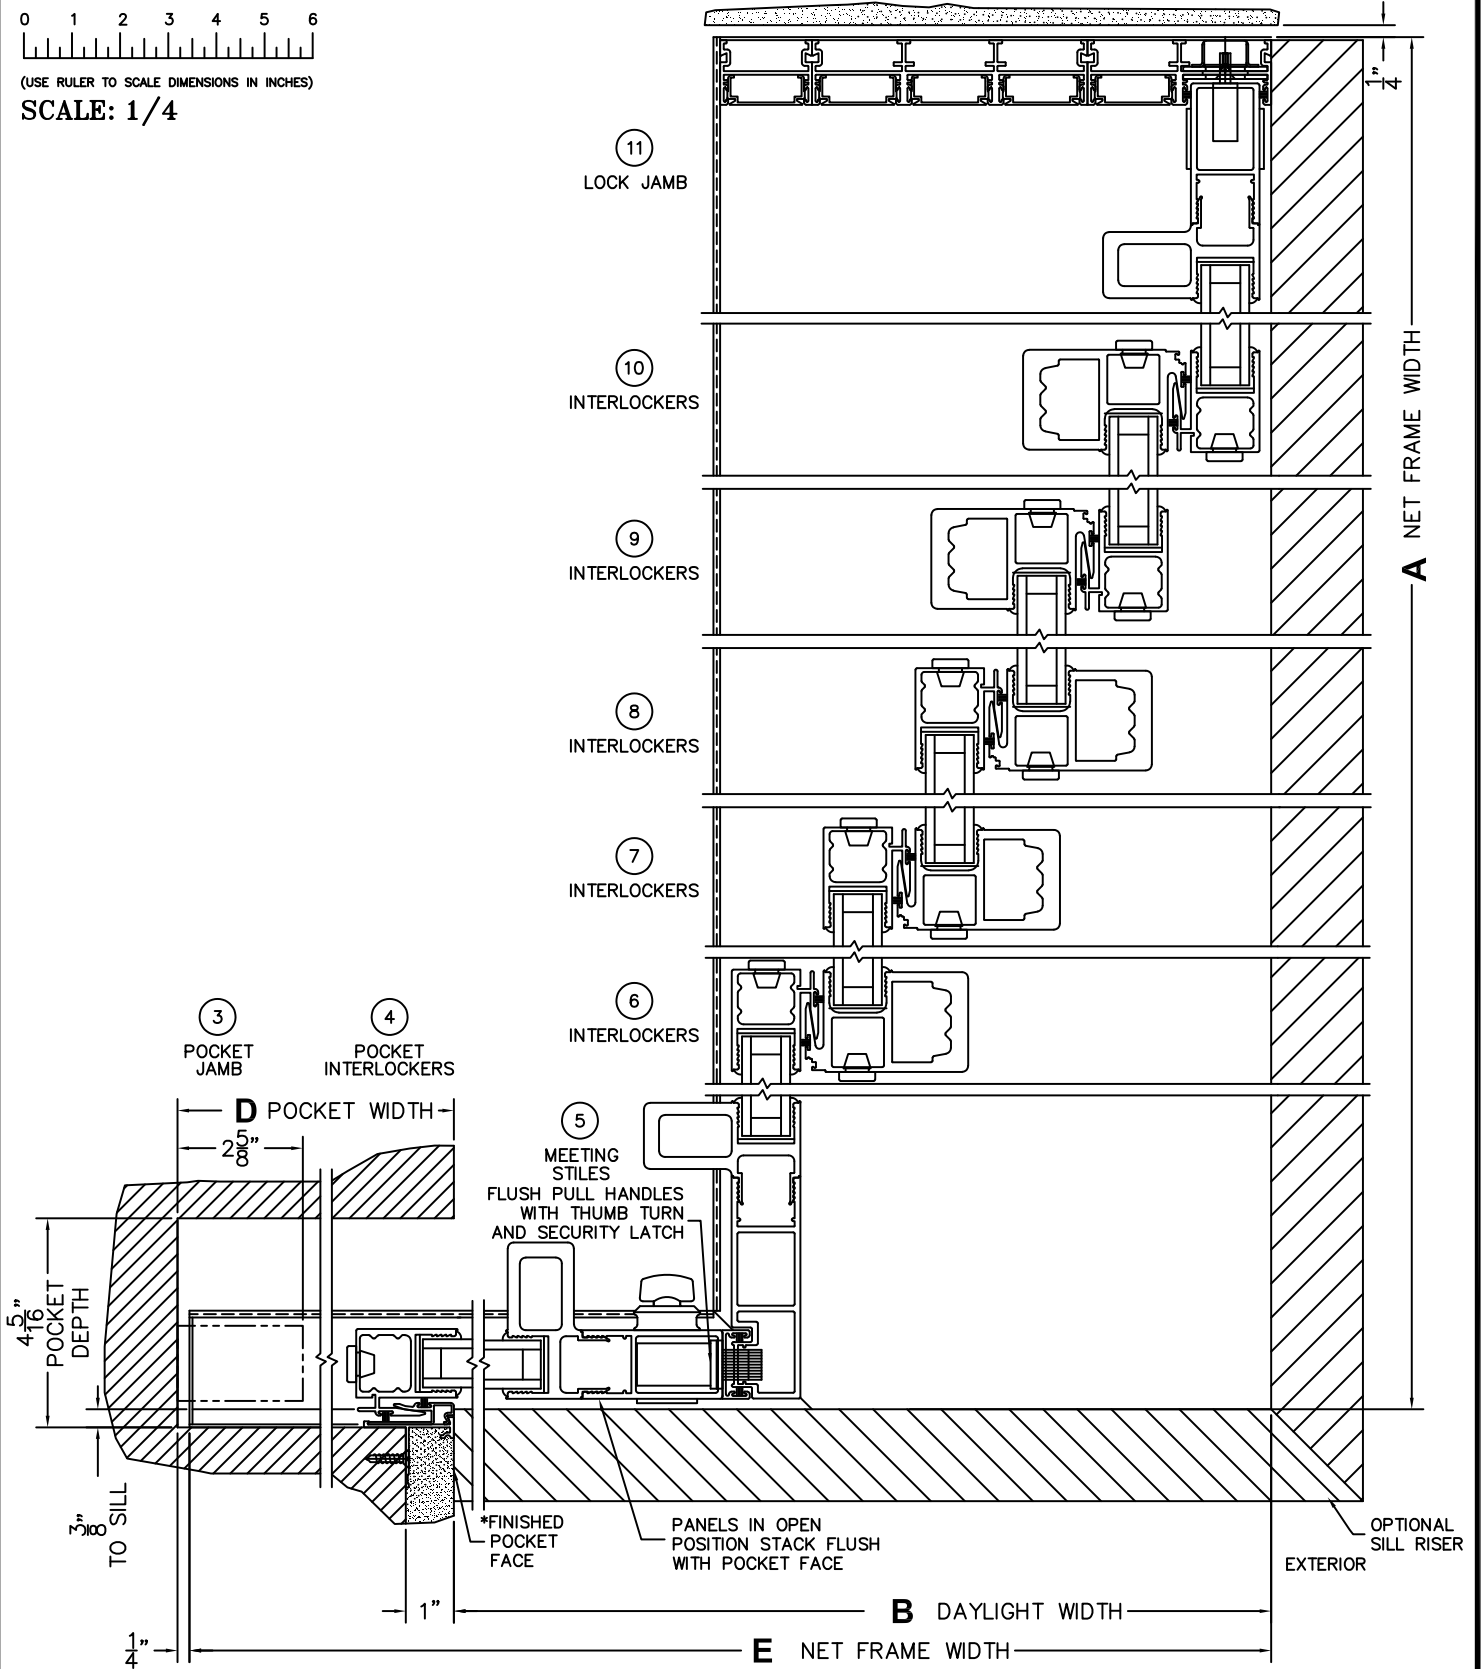 0 1 2 3 4 5 6
(USE RULER TO SCALE DIMENSIONS IN INCHES)
SCALE: 1/4
1/4"
11
LOCK JAMB
10
INTERLOCKERS
A NET FRAME WIDTH
9
INTERLOCKERS
8
INTERLOCKERS
7
INTERLOCKERS
6
INTERLOCKERS
3
POCKET
JAMB
4
POCKET
INTERLOCKERS
D POCKET WIDTH
2 5/8"
5
MEETING
STILES
FLUSH PULL HANDLES
WITH THUMB TURN
AND SECURITY LATCH
4 5/16"
POCKET
DEPTH
3/8"
TO SILL
*FINISHED
POCKET
FACE
PANELS IN OPEN
POSITION STACK FLUSH
WITH POCKET FACE
OPTIONAL
SILL RISER
EXTERIOR
1"
B DAYLIGHT WIDTH
1/4"
E NET FRAME WIDTH